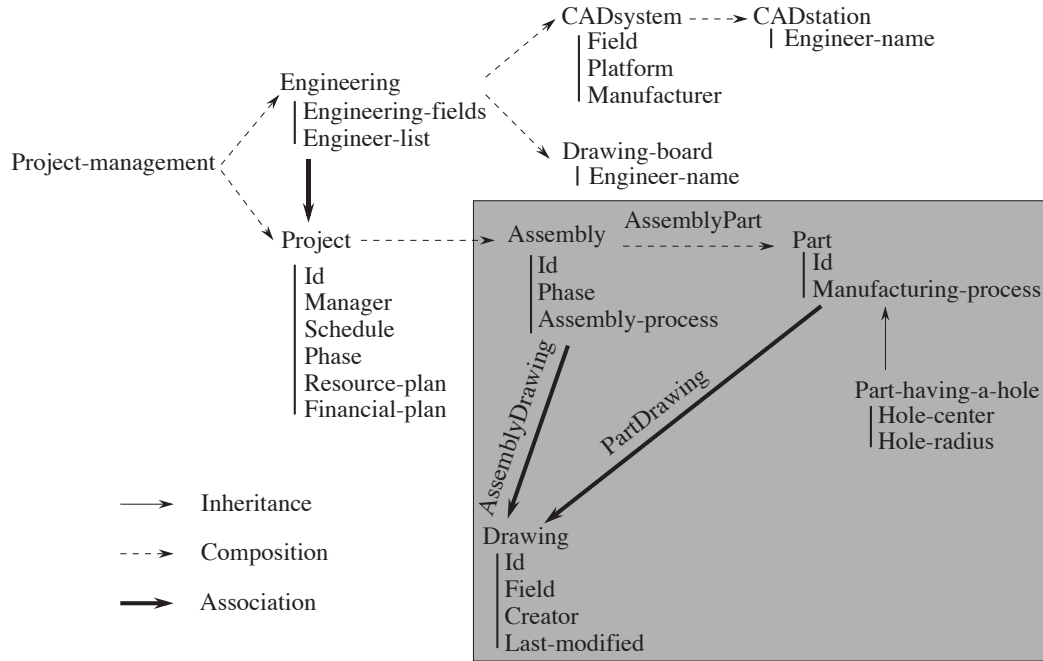 CADsystem
Field
Platform
Manufacturer
CADstation
Engineer-name
Engineering
Engineering-fields
Engineer-list
Project-management
Drawing-board
Engineer-name
Project
Id
Manager
Schedule
Phase
Resource-plan
Financial-plan
Assembly
Id
Phase
Assembly-process
AssemblyPart
Part
Id
Manufacturing-process
Part-having-a-hole
Hole-center
Hole-radius
AssemblyDrawing
PartDrawing
Drawing
Id
Field
Creator
Last-modified
Inheritance
Composition
Association